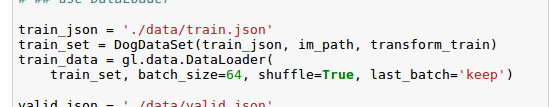 # ## use DataLoader
train_json = './data/train.json'
train_set = DogDataSet(train_json, im_path, transform_train)
train_data = gl.data.DataLoader(
    train_set, batch_size=64, shuffle=True, last_batch='keep')
valid_json = './data/valid.json'